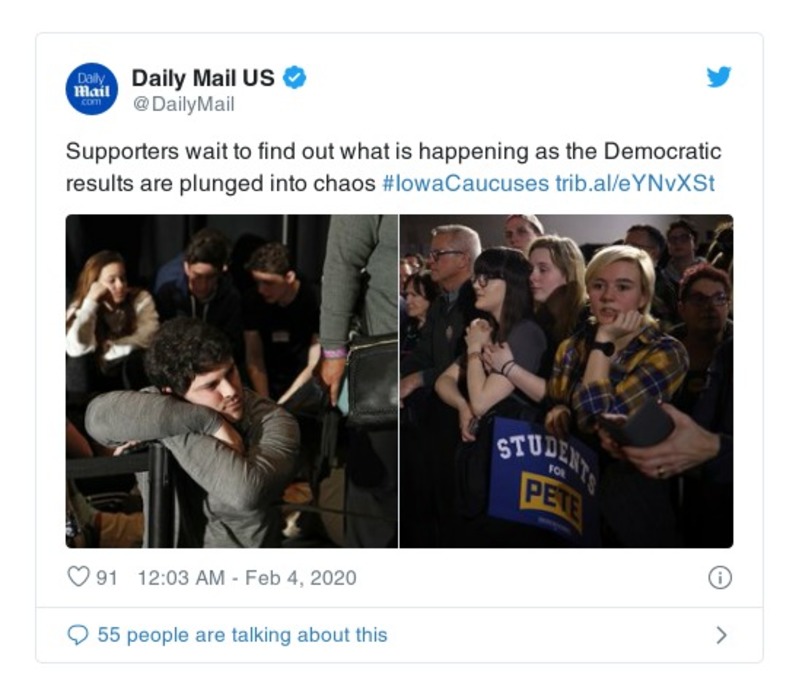 Daily
Mail
.com
Daily Mail US
@DailyMail
Supporters wait to find out what is happening as the Democratic
results are plunged into chaos #IowaCaucuses trib.al/eYNvXSt
STUDENTS
FOR
PETE
91 12:03 AM - Feb 4, 2020
55 people are talking about this